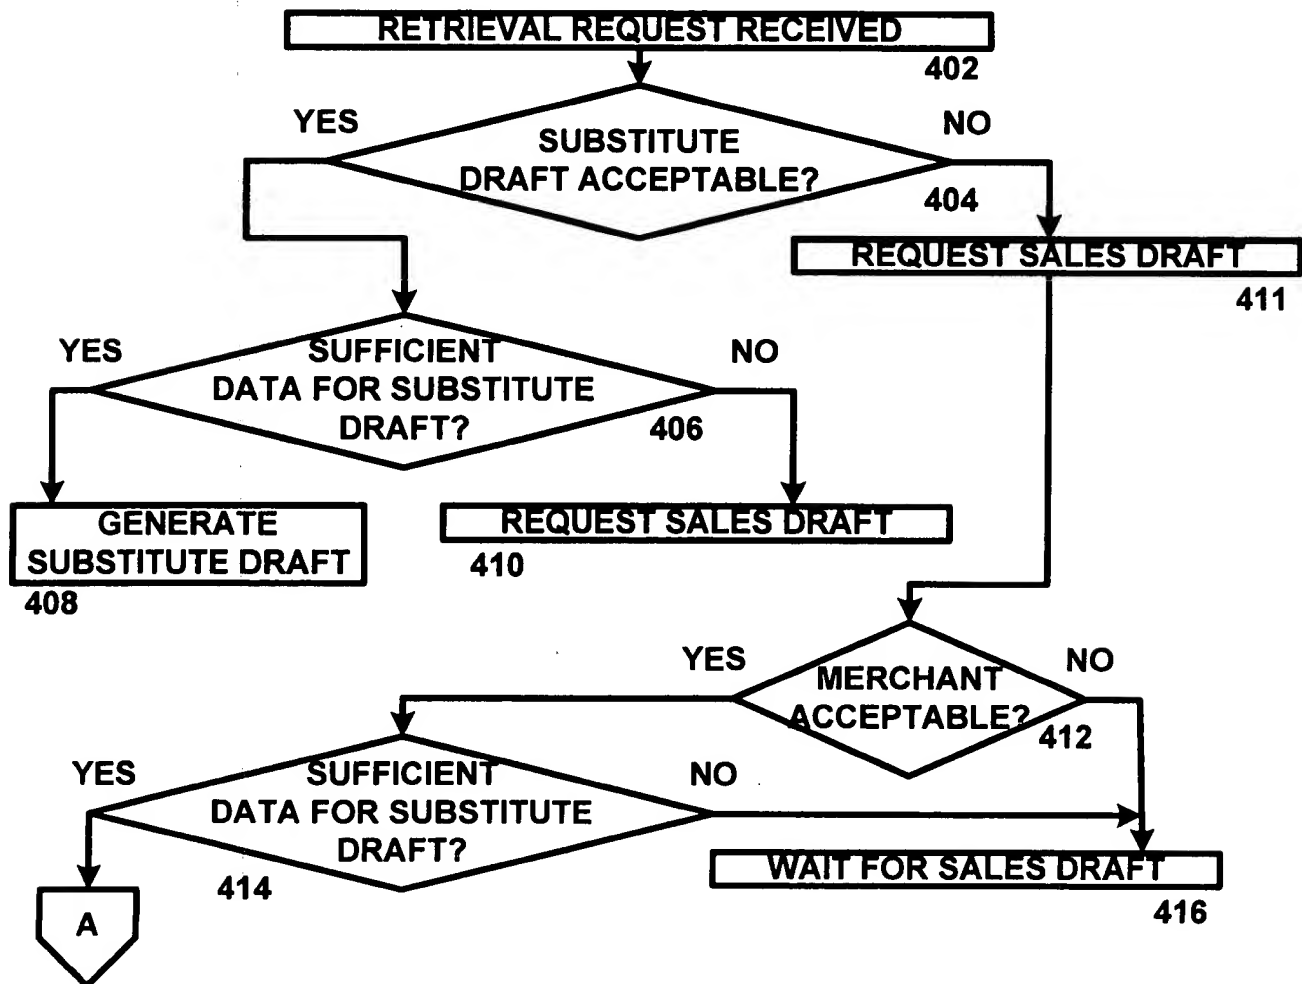 RETRIEVAL REQUEST RECEIVED
402
YES
NO
SUBSTITUTE
DRAFT ACCEPTABLE?
404
REQUEST SALES DRAFT
411
YES
NO
SUFFICIENT
DATA FOR SUBSTITUTE
DRAFT?
406
GENERATE
SUBSTITUTE DRAFT
408
REQUEST SALES DRAFT
410
YES
NO
MERCHANT
ACCEPTABLE?
412
YES
NO
SUFFICIENT
DATA FOR SUBSTITUTE
DRAFT?
414
WAIT FOR SALES DRAFT
416
A